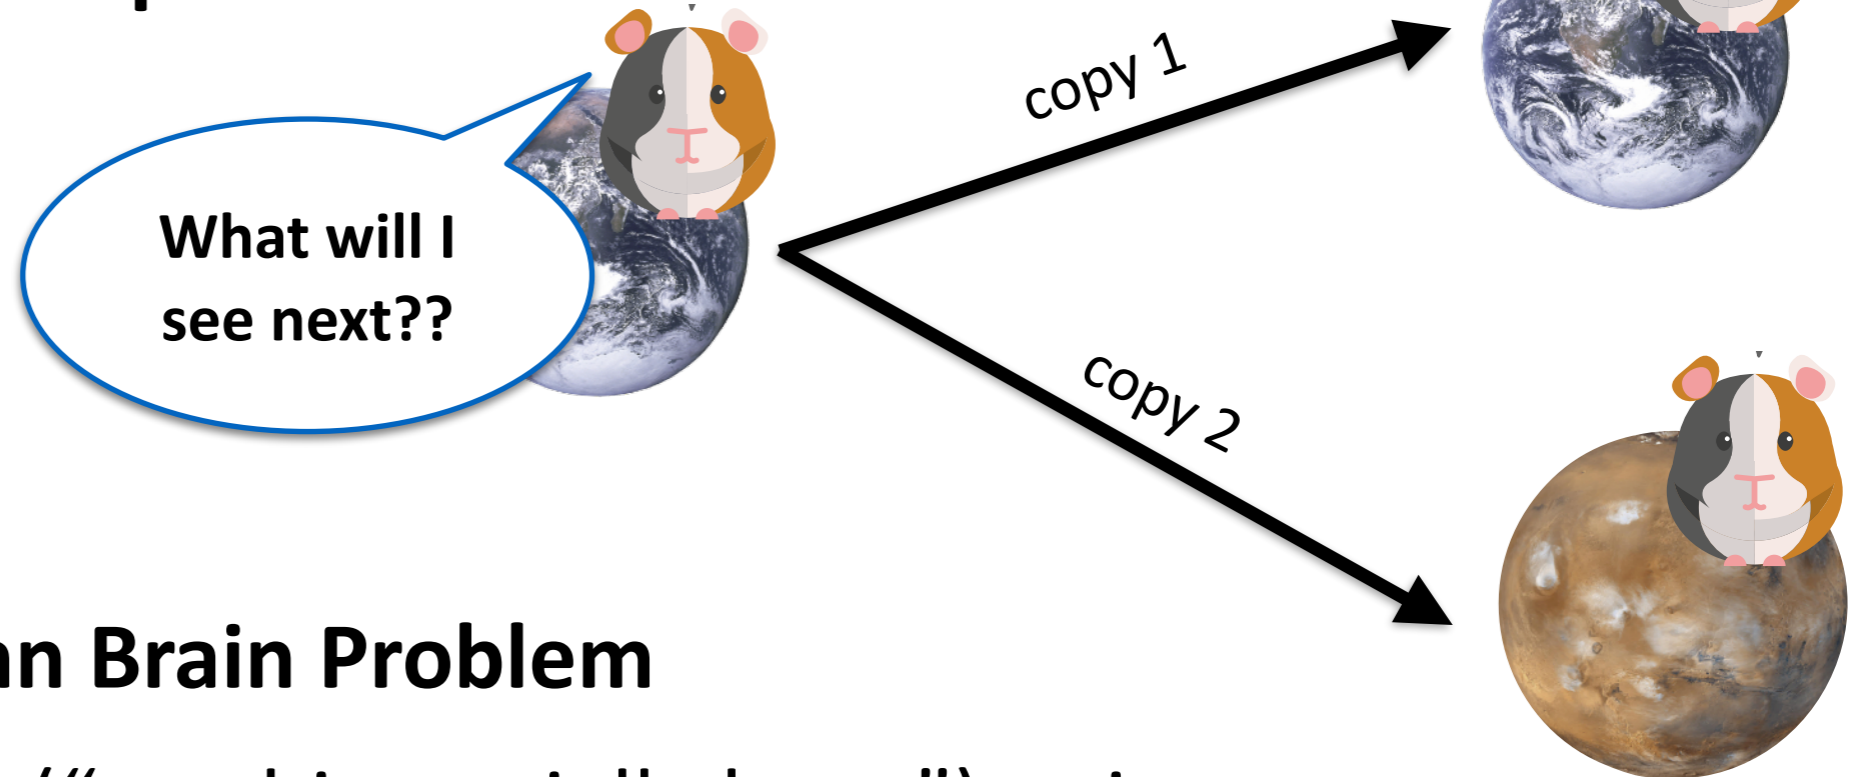 copy 1
What will I
see next??
copy 2
Brain Problem